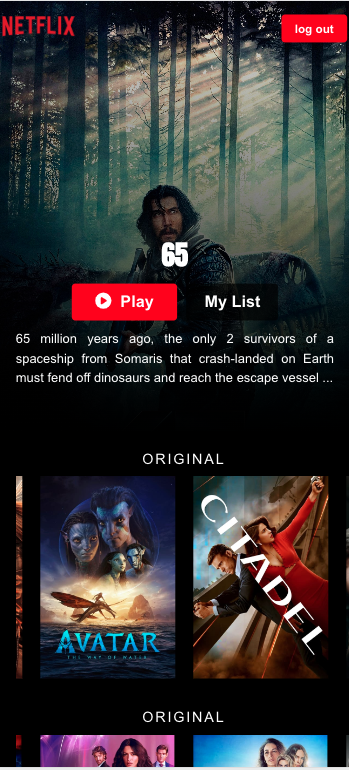 NETFLIX
log out
65
Play
My List
65 million years ago, the only 2 survivors of a
spaceship from Somaris that crash-landed on Earth
must fend off dinosaurs and reach the escape vessel ...
ORIGINAL
AVATAR
THE WAY OF WATER
CITADEL
ORIGINAL